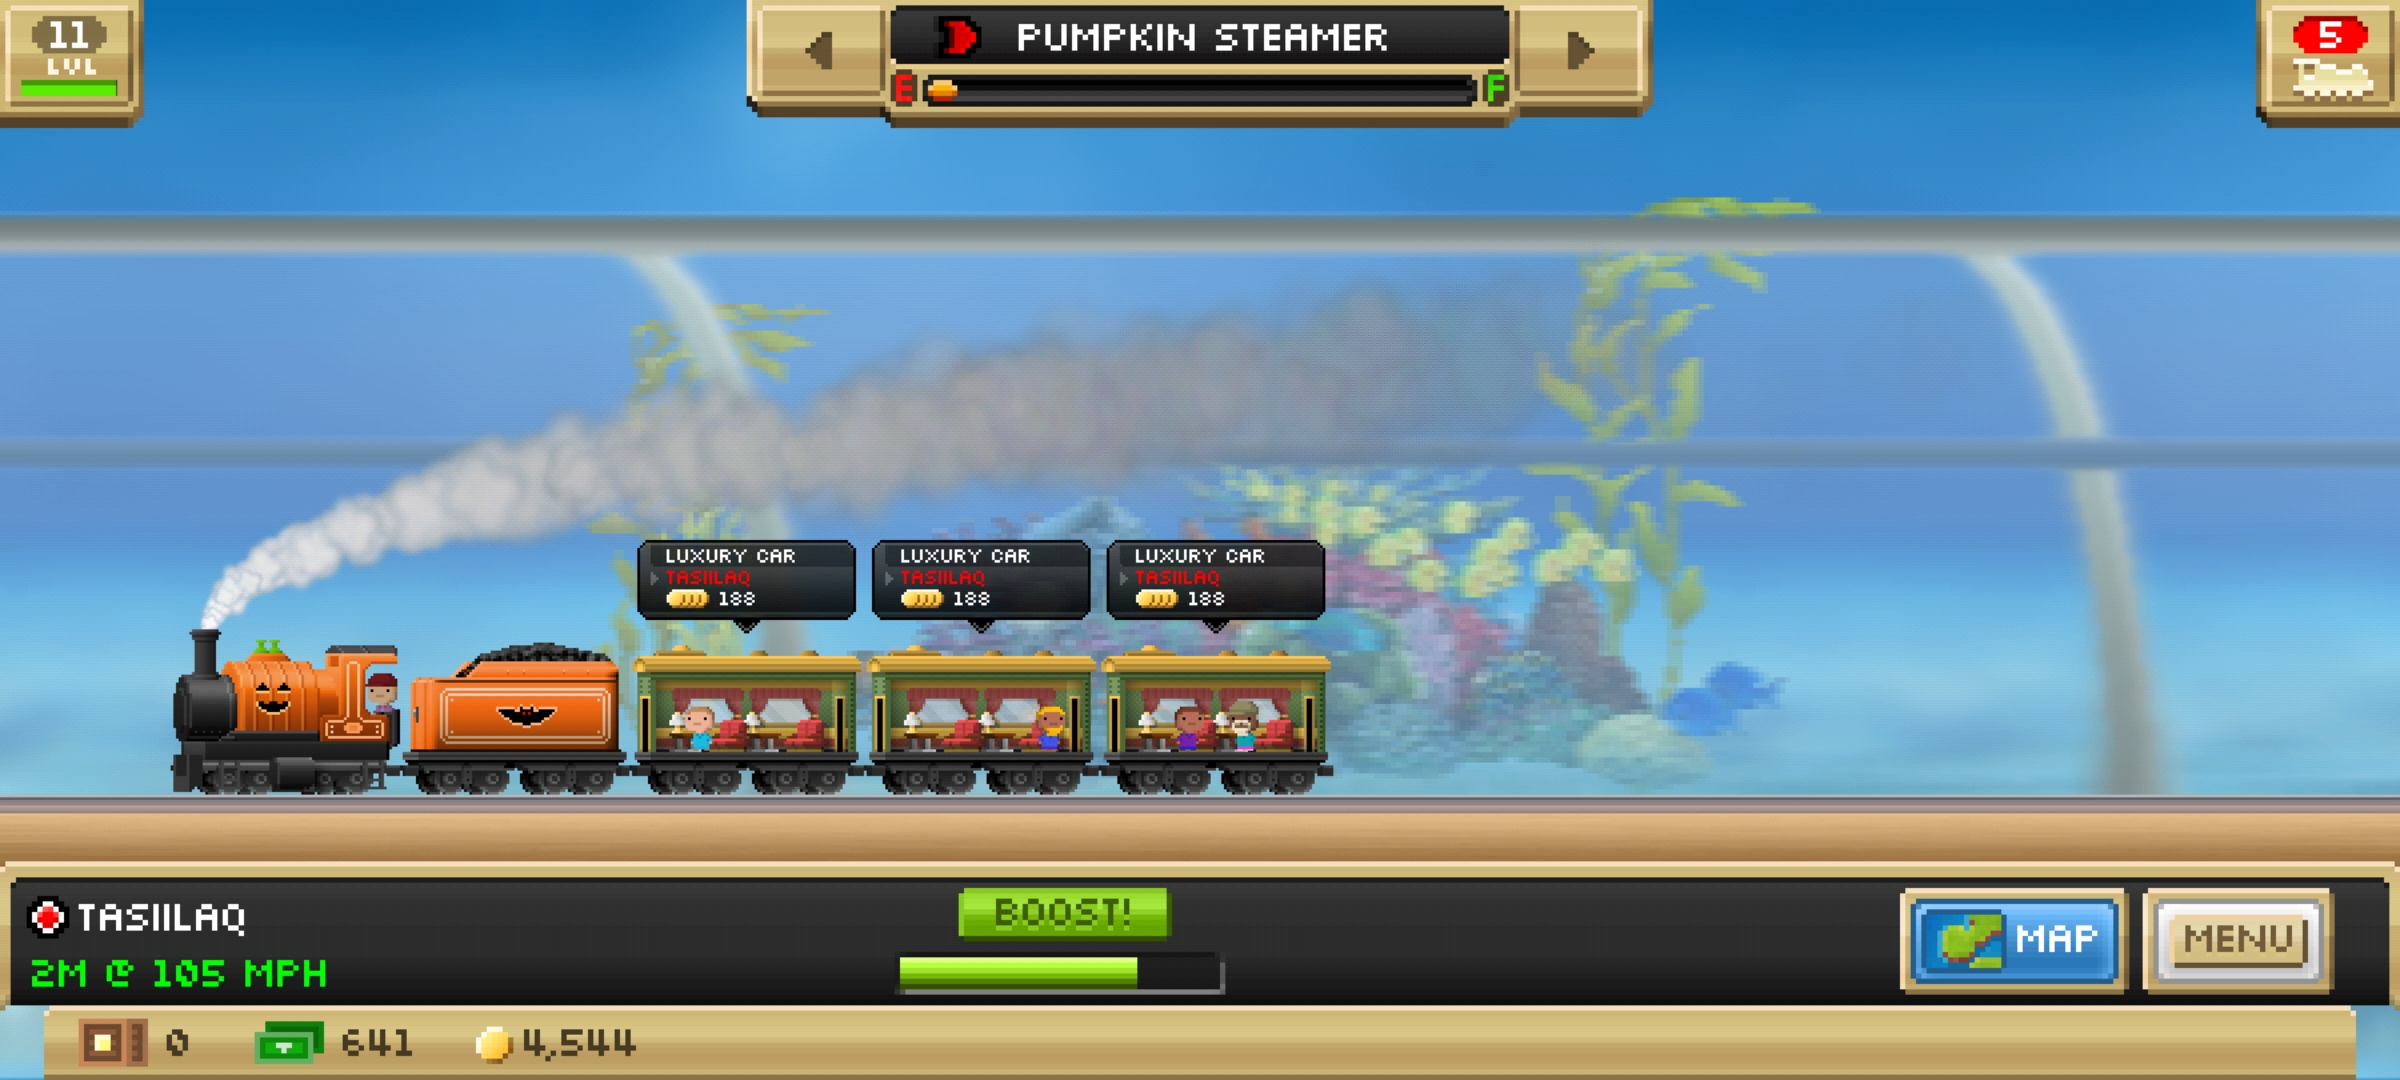 11
LVL
PUMPKIN STEAMER
E
F
5
LUXURY CAR
TASIILAQ
188
LUXURY CAR
TASIILAQ
188
LUXURY CAR
TASIILAQ
188
TASIILAQ
2M @ 105 MPH
BOOST!
MAP
MENU
0
641
4,544